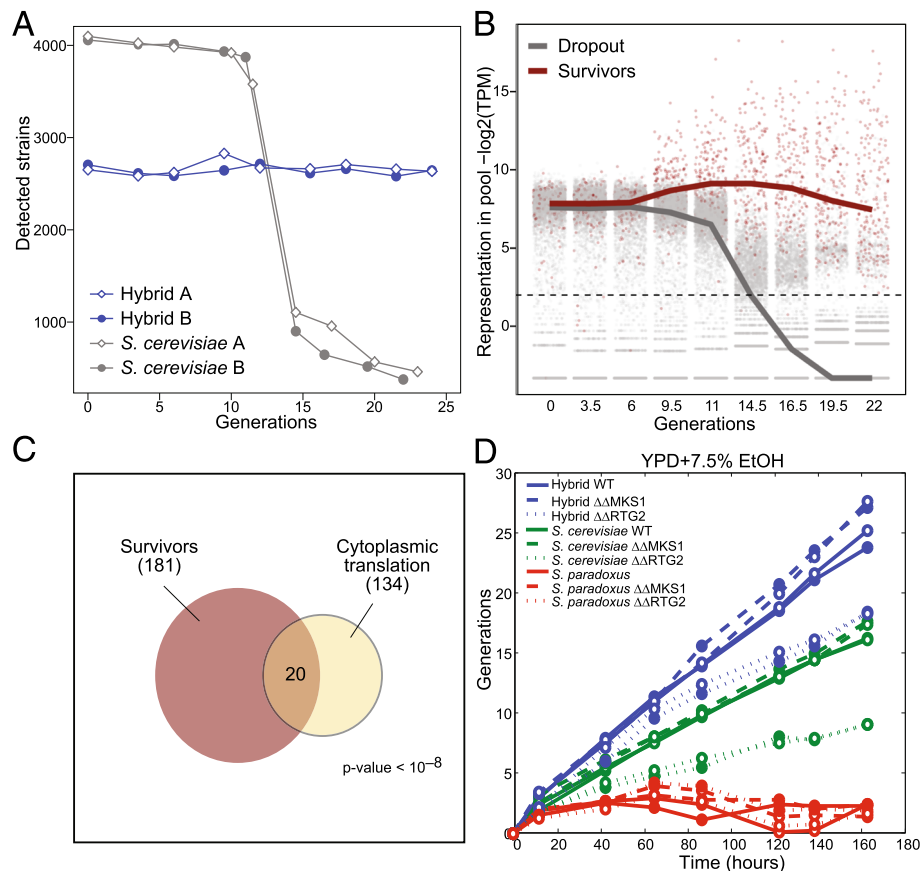 A
4000
3000
2000
1000
Detected strains
Hybrid A
Hybrid B
S. cerevisiae A
S. cerevisiae B
0 5 10 15 20 25
Generations
B
Dropout
Survivors
15
10
5
0
Representation in pool –log2(TPM)
0 3.5 6 9.5 11 14.5 16.5 19.5 22
Generations
C
Survivors
(181)
Cytoplasmic
translation
(134)
20
p-value < 10⁻⁸
D
YPD+7.5% EtOH
Hybrid WT
Hybrid ΔΔMKS1
Hybrid ΔΔRTG2
S. cerevisiae WT
S. cerevisiae ΔΔMKS1
S. cerevisiae ΔΔRTG2
S. paradoxus
S. paradoxus ΔΔMKS1
S. paradoxus ΔΔRTG2
30
25
20
15
10
5
0
Generations
0 20 40 60 80 100 120 140 160 180
Time (hours)